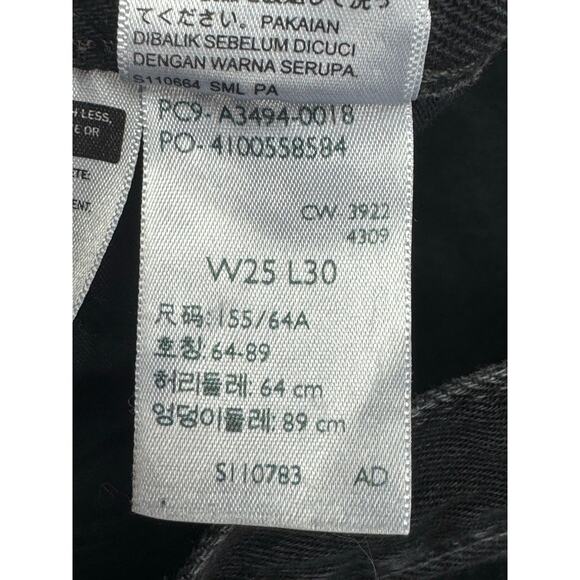 てください。PAKAIAN
DIBALIK SEBELUM DICUCI
DENGAN WARNA SERUPA.
S110664 SML PA
LESS,
OR
PC9- A3494-0018
PO- 4100558584
CW- 3922
4309
W25 L30
尺码: 155/64A
호칭: 64-89
허리둘레: 64 cm
엉덩이둘레: 89 cm
S110783 AD